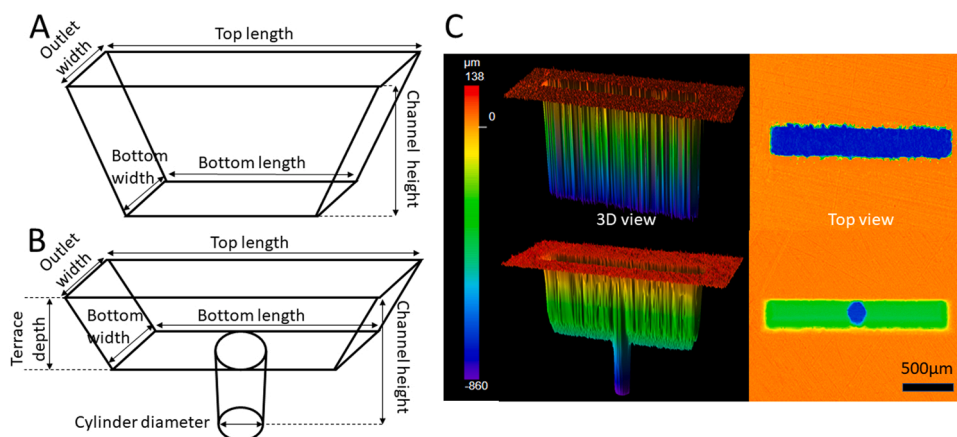 A
Outlet
width
Top length
Channel height
Bottom
width
Bottom length
B
Outlet
width
Top length
Terrace
depth
Bottom
width
Bottom length
Channel height
Cylinder diameter
C
µm
138
0
-860
3D view
Top view
500µm